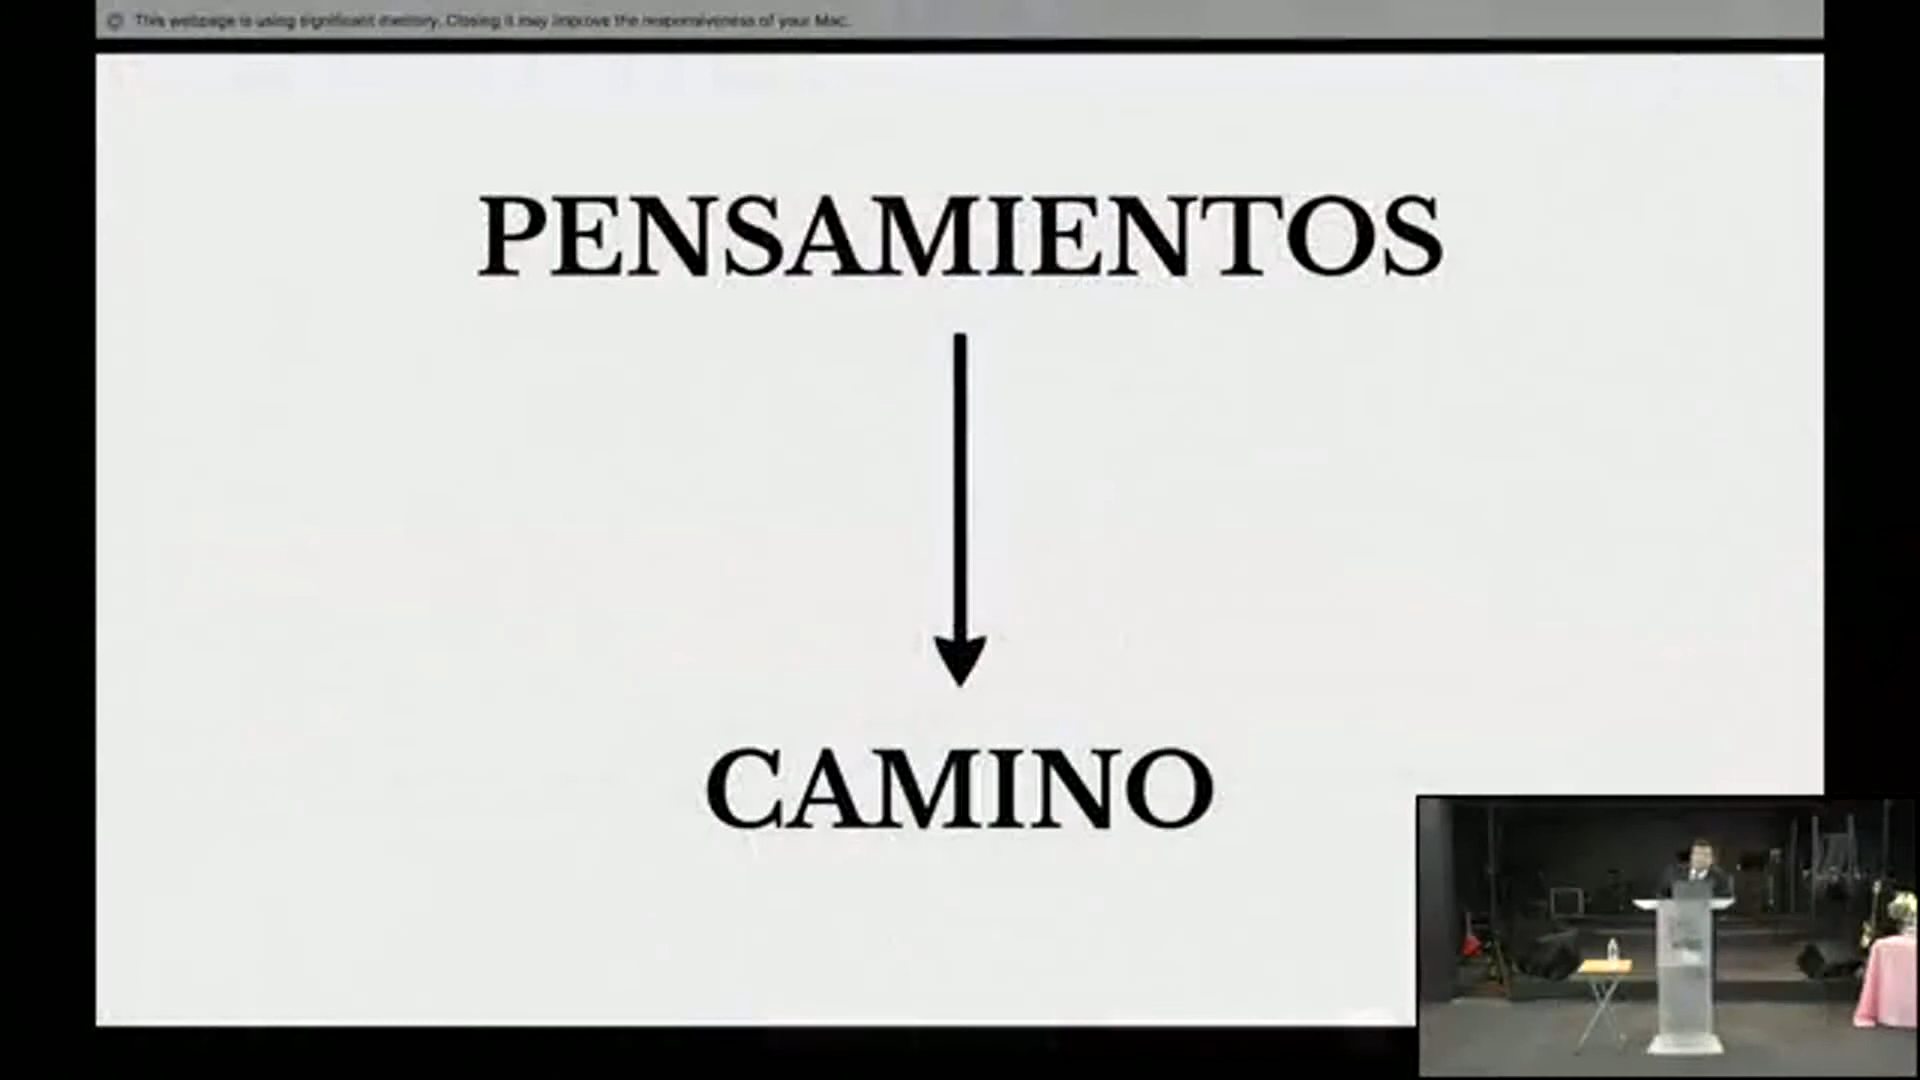 This webpage is using significant memory. Closing it may improve the responsiveness of your Mac.
PENSAMIENTOS
CAMINO